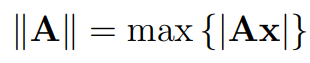 ‖A‖ = max {|Ax|}